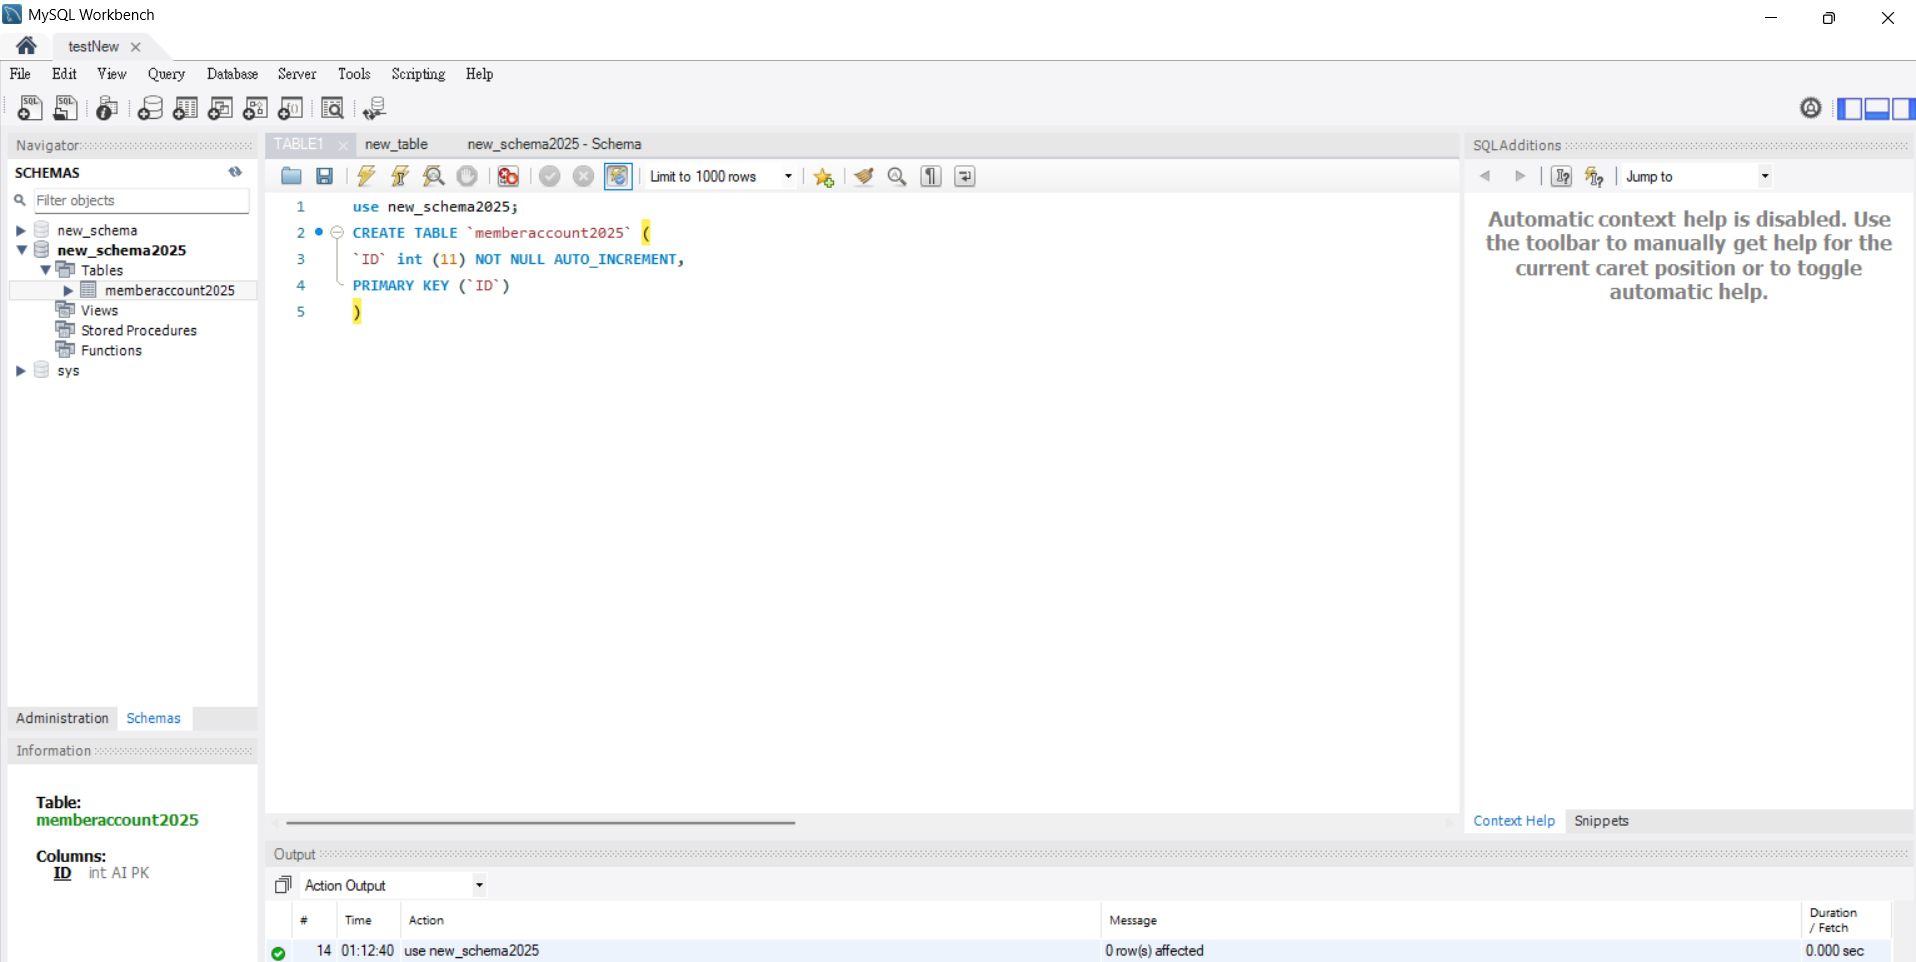 MySQL Workbench
testNew
File Edit View Query Database Server Tools Scripting Help
Navigator
SCHEMAS
Filter objects
new_schema
new_schema2025
Tables
memberaccount2025
Views
Stored Procedures
Functions
sys
Administration Schemas
Information
Table:
memberaccount2025
Columns:
ID int AI PK
TABLE1 new_table new_schema2025 - Schema
Limit to 1000 rows
1 use new_schema2025;
2 CREATE TABLE `memberaccount2025` (
3 `ID` int (11) NOT NULL AUTO_INCREMENT,
4 PRIMARY KEY (`ID`)
5 )
Output
Action Output
# Time Action Message Duration / Fetch
14 01:12:40 use new_schema2025 0 row(s) affected 0.000 sec
SQLAdditions
Jump to
Automatic context help is disabled. Use
the toolbar to manually get help for the
current caret position or to toggle
automatic help.
Context Help Snippets